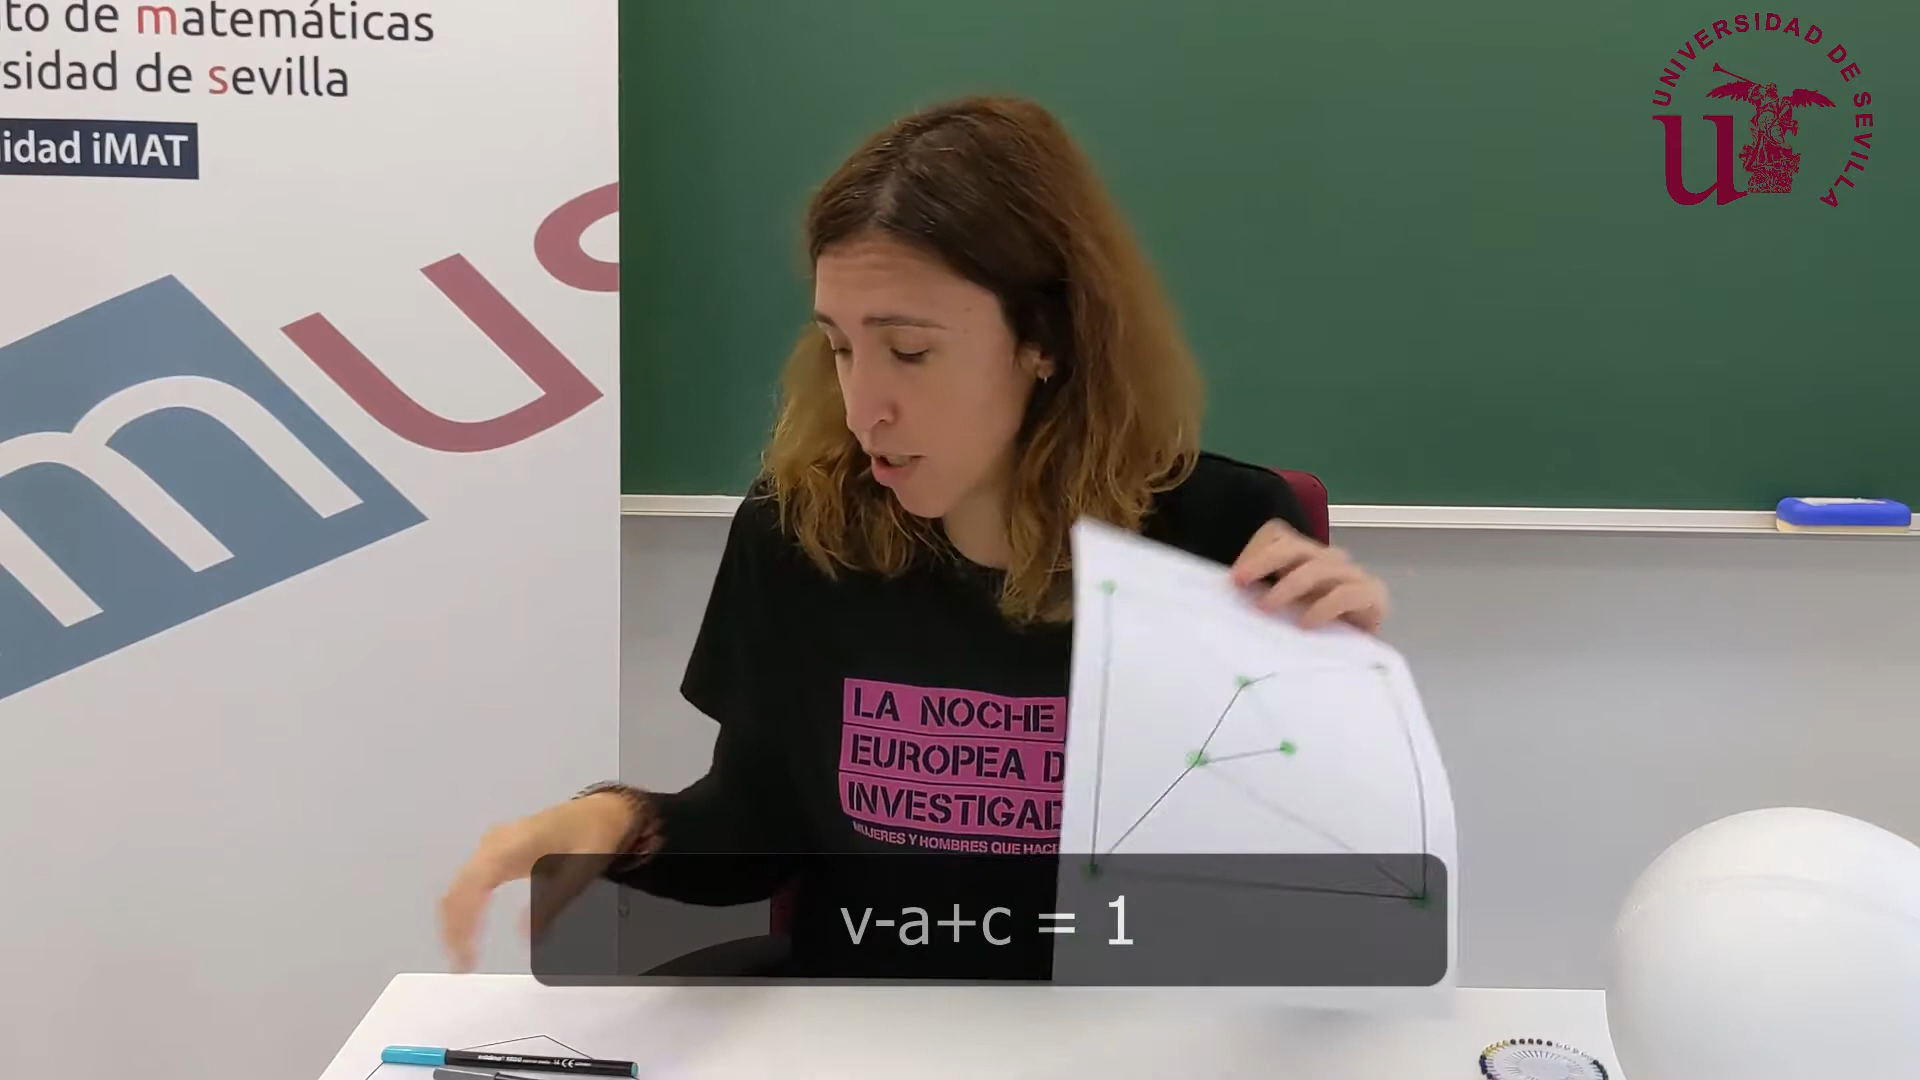 to de matemáticas
sidad de sevilla
idad iMAT
mus
UNIVERSIDAD DE SEVILLA
u
LA NOCHE
EUROPEA D
INVESTIGAD
MUJERES Y HOMBRES QUE HACE
v-a+c = 1